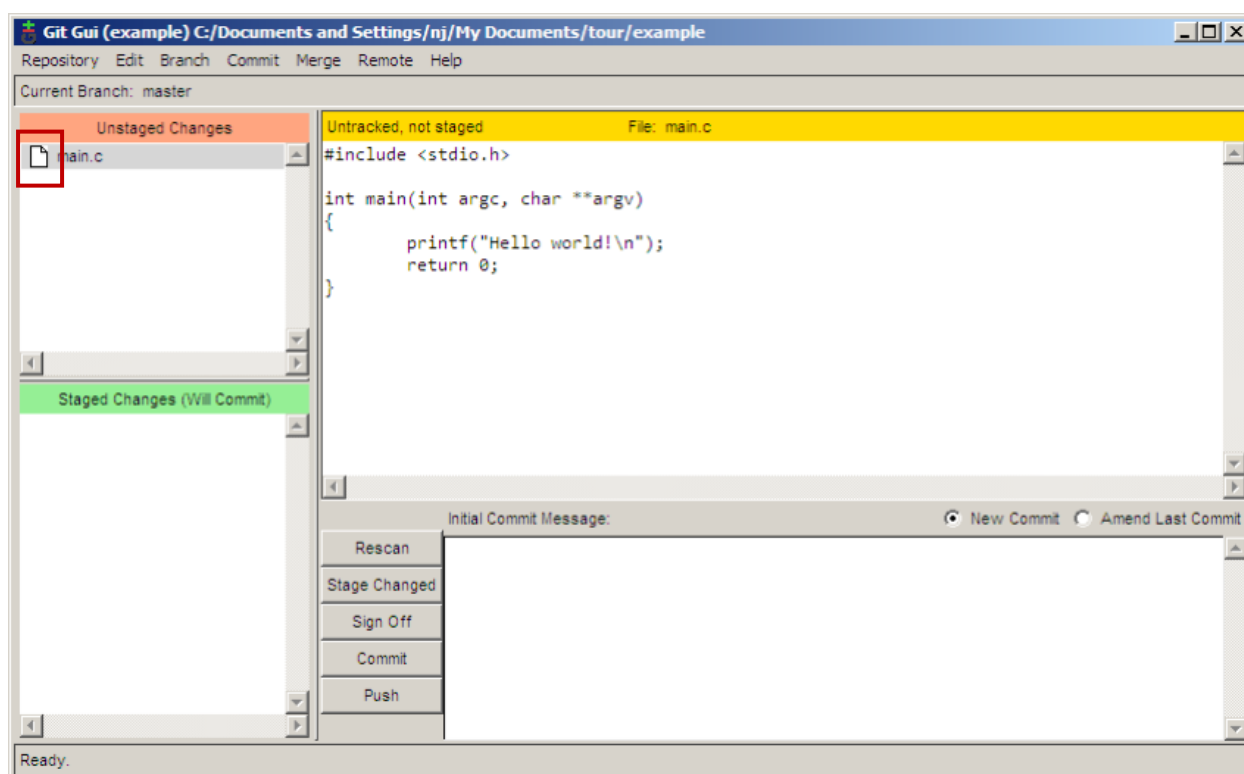 Git Gui (example) C:/Documents and Settings/nj/My Documents/tour/example
Repository Edit Branch Commit Merge Remote Help
Current Branch: master
Unstaged Changes
main.c
Untracked, not staged File: main.c
#include <stdio.h>
int main(int argc, char **argv)
{
printf("Hello world!\n");
return 0;
}
Staged Changes (Will Commit)
Initial Commit Message: New Commit Amend Last Commit
Rescan
Stage Changed
Sign Off
Commit
Push
Ready.